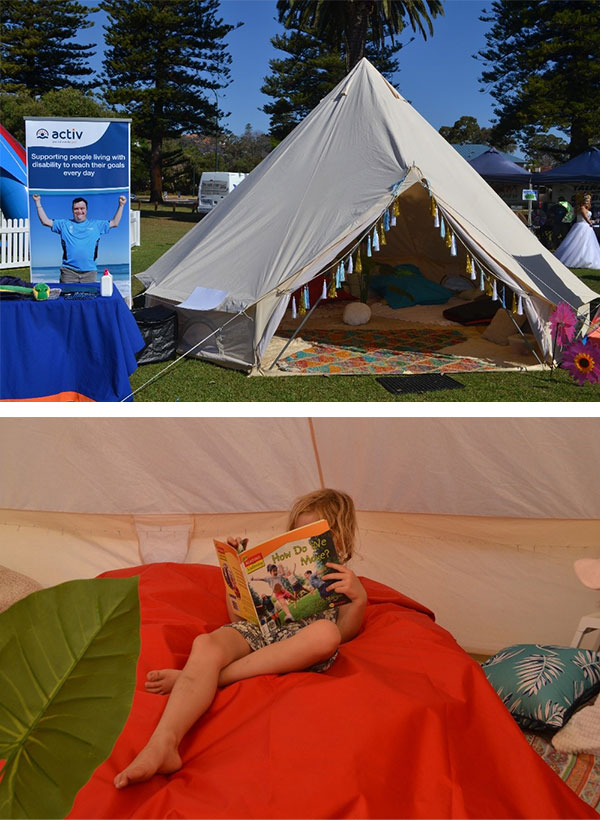 activ
Supporting people living with
disability to reach their goals
every day
How Do We
Move?